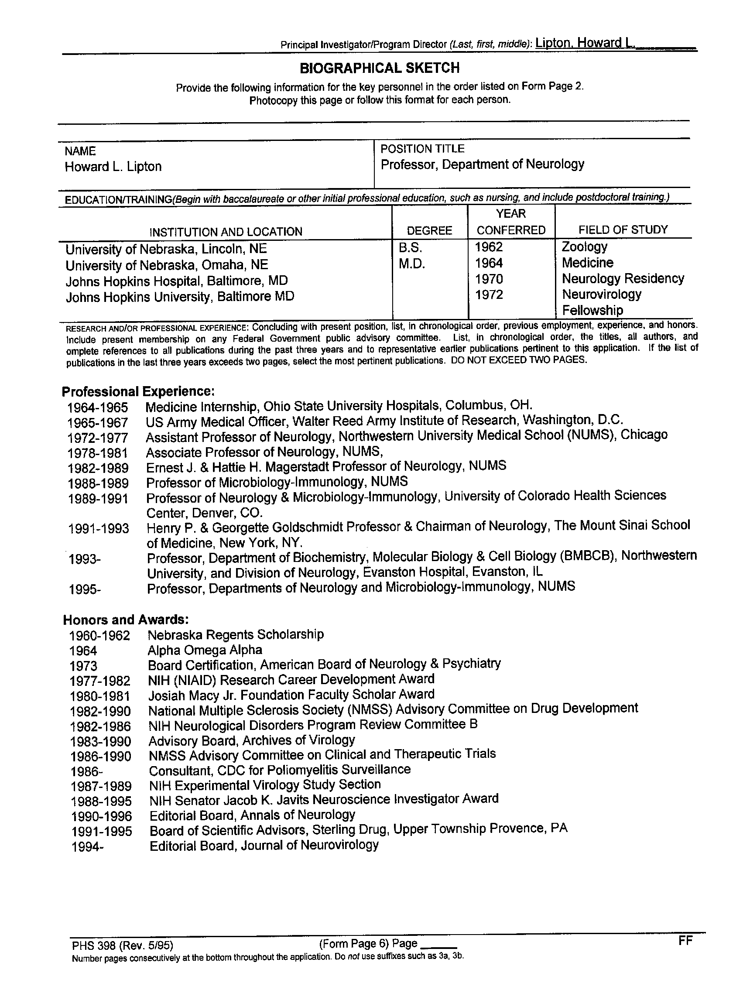 Principal Investigator/Program Director (Last, first, middle): Lipton, Howard L.
BIOGRAPHICAL SKETCH
Provide the following information for the key personnel in the order listed on Form Page 2.
Photocopy this page or follow this format for each person.
NAME
Howard L. Lipton
POSITION TITLE
Professor, Department of Neurology
EDUCATION/TRAINING(Begin with baccalaureate or other initial professional education, such as nursing, and include postdoctoral training.)
INSTITUTION AND LOCATION DEGREE YEAR CONFERRED FIELD OF STUDY
University of Nebraska, Lincoln, NE B.S. 1962 Zoology
University of Nebraska, Omaha, NE M.D. 1964 Medicine
Johns Hopkins Hospital, Baltimore, MD 1970 Neurology Residency
Johns Hopkins University, Baltimore MD 1972 Neurovirology
Fellowship
RESEARCH AND/OR PROFESSIONAL EXPERIENCE: Concluding with present position, list, in chronological order, previous employment, experience, and honors.
Include present membership on any Federal Government public advisory committee. List, in chronological order, the titles, all authors, and
omplete references to all publications during the past three years and to representative earlier publications pertinent to this application. If the list of
publications in the last three years exceeds two pages, select the most pertinent publications. DO NOT EXCEED TWO PAGES.
Professional Experience:
1964-1965 Medicine Internship, Ohio State University Hospitals, Columbus, OH.
1965-1967 US Army Medical Officer, Walter Reed Army Institute of Research, Washington, D.C.
1972-1977 Assistant Professor of Neurology, Northwestern University Medical School (NUMS), Chicago
1978-1981 Associate Professor of Neurology, NUMS,
1982-1989 Ernest J. & Hattie H. Magerstadt Professor of Neurology, NUMS
1988-1989 Professor of Microbiology-Immunology, NUMS
1989-1991 Professor of Neurology & Microbiology-Immunology, University of Colorado Health Sciences
Center, Denver, CO.
1991-1993 Henry P. & Georgette Goldschmidt Professor & Chairman of Neurology, The Mount Sinai School
of Medicine, New York, NY.
1993- Professor, Department of Biochemistry, Molecular Biology & Cell Biology (BMBCB), Northwestern
University, and Division of Neurology, Evanston Hospital, Evanston, IL
1995- Professor, Departments of Neurology and Microbiology-Immunology, NUMS
Honors and Awards:
1960-1962 Nebraska Regents Scholarship
1964 Alpha Omega Alpha
1973 Board Certification, American Board of Neurology & Psychiatry
1977-1982 NIH (NIAID) Research Career Development Award
1980-1981 Josiah Macy Jr. Foundation Faculty Scholar Award
1982-1990 National Multiple Sclerosis Society (NMSS) Advisory Committee on Drug Development
1982-1986 NIH Neurological Disorders Program Review Committee B
1983-1990 Advisory Board, Archives of Virology
1986-1990 NMSS Advisory Committee on Clinical and Therapeutic Trials
1986- Consultant, CDC for Poliomyelitis Surveillance
1987-1989 NIH Experimental Virology Study Section
1988-1995 NIH Senator Jacob K. Javits Neuroscience Investigator Award
1990-1996 Editorial Board, Annals of Neurology
1991-1995 Board of Scientific Advisors, Sterling Drug, Upper Township Provence, PA
1994- Editorial Board, Journal of Neurovirology
PHS 398 (Rev. 5/95) (Form Page 6) Page ______ FF
Number pages consecutively at the bottom throughout the application. Do not use suffixes such as 3a, 3b.